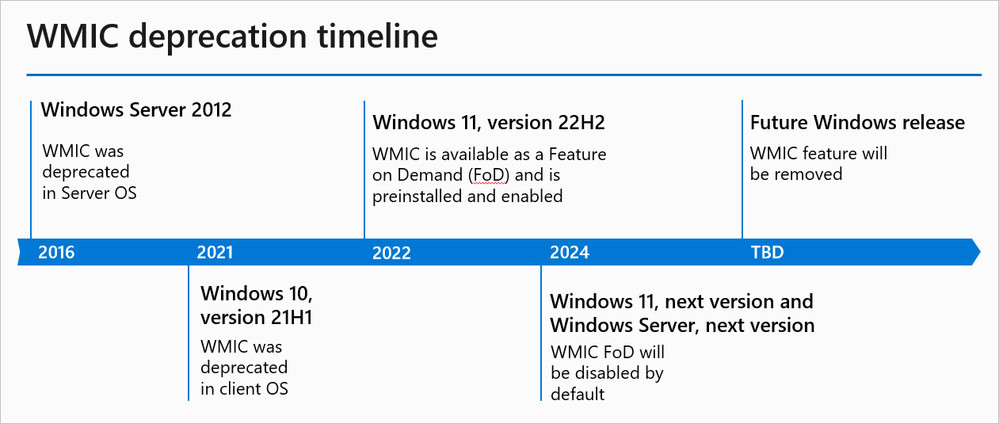 WMIC deprecation timeline
Windows Server 2012
WMIC was
deprecated
in Server OS
Windows 11, version 22H2
WMIC is available as a Feature
on Demand (FoD) and is
preinstalled and enabled
Future Windows release
WMIC feature will
be removed
2016
2021
2022
2024
TBD
Windows 10,
version 21H1
WMIC was
deprecated
in client OS
Windows 11, next version and
Windows Server, next version
WMIC FoD will
be disabled by
default